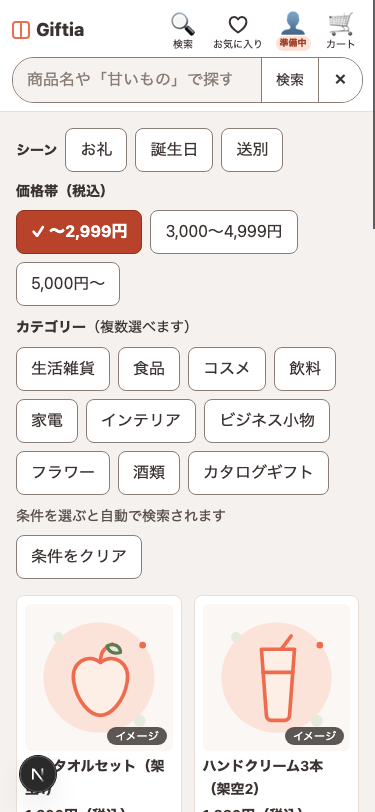 Giftia
検索
お気に入り
準備中
カート
商品名や「甘いもの」で探す
検索
×
シーン
お礼
誕生日
送別
価格帯（税込）
✓ 〜2,999円
3,000〜4,999円
5,000円〜
カテゴリー（複数選べます）
生活雑貨
食品
コスメ
飲料
家電
インテリア
ビジネス小物
フラワー
酒類
カタログギフト
条件を選ぶと自動で検索されます
条件をクリア
イメージ
イメージ
N
タオルセット（架
ハンドクリーム3本
（架空2）